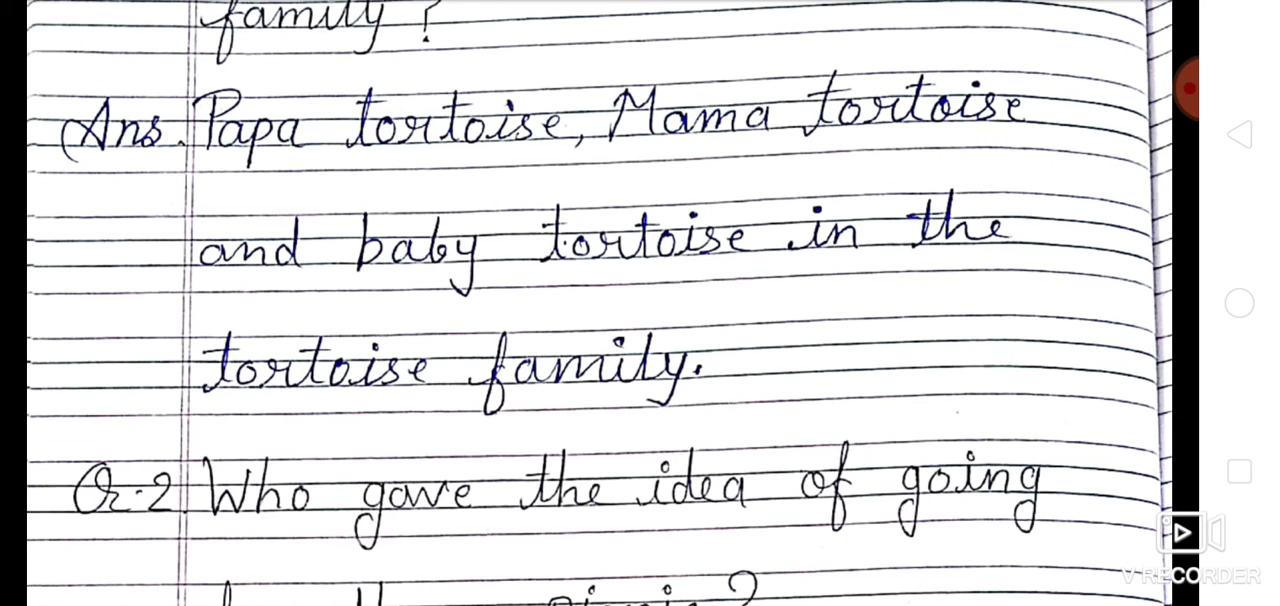 family?
Ans. Papa tortoise, Mama tortoise
and baby tortoise in the
tortoise family.
Q.2 Who gave the idea of going
V RECORDER